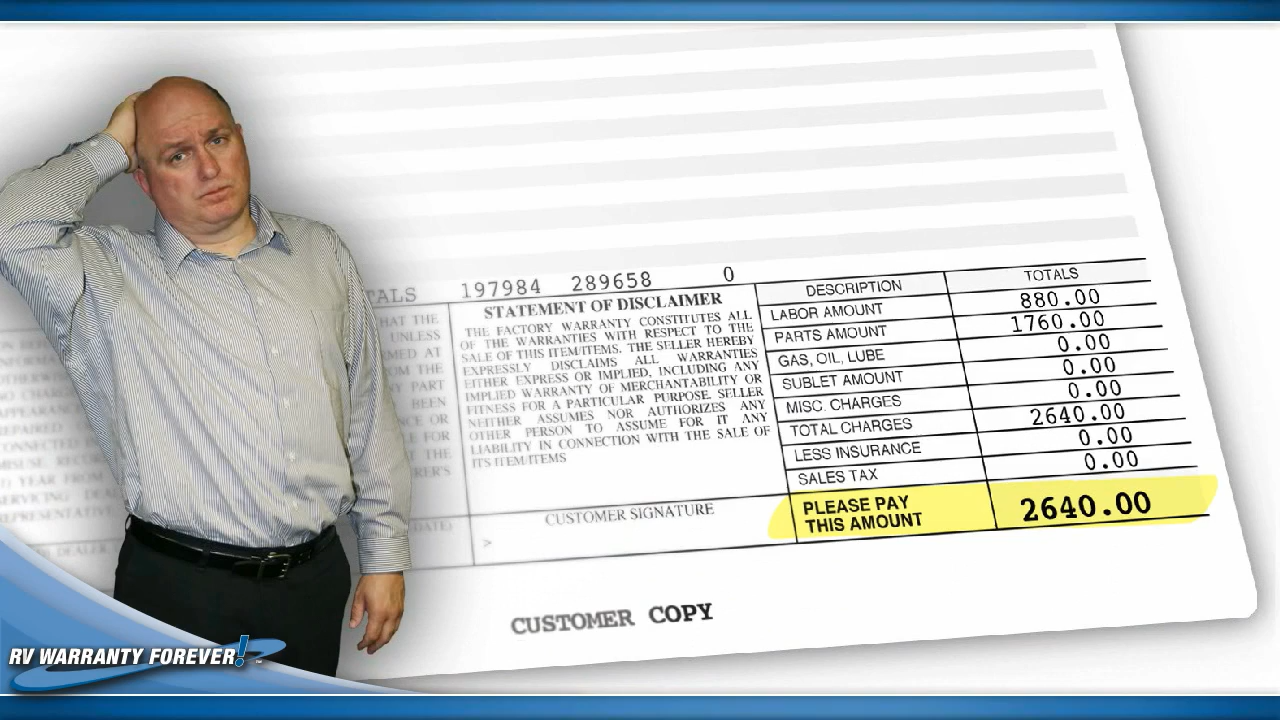 TALS 197984 289658 0
STATEMENT OF DISCLAIMER
THE FACTORY WARRANTY CONSTITUTES ALL
OF THE WARRANTIES WITH RESPECT TO THE
SALE OF THIS ITEM/ITEMS. THE SELLER HEREBY
EXPRESSLY DISCLAIMS ALL WARRANTIES
EITHER EXPRESS OR IMPLIED, INCLUDING ANY
IMPLIED WARRANTY OF MERCHANTABILITY OR
FITNESS FOR A PARTICULAR PURPOSE. SELLER
NEITHER ASSUMES NOR AUTHORIZES ANY
OTHER PERSON TO ASSUME FOR IT ANY
LIABILITY IN CONNECTION WITH THE SALE OF
ITS ITEM/ITEMS
CUSTOMER SIGNATURE
>
DESCRIPTION TOTALS
LABOR AMOUNT 880.00
PARTS AMOUNT 1760.00
GAS, OIL, LUBE 0.00
SUBLET AMOUNT 0.00
MISC. CHARGES 0.00
TOTAL CHARGES 2640.00
LESS INSURANCE 0.00
SALES TAX 0.00
PLEASE PAY
THIS AMOUNT 2640.00
CUSTOMER COPY
RV WARRANTY FOREVER!